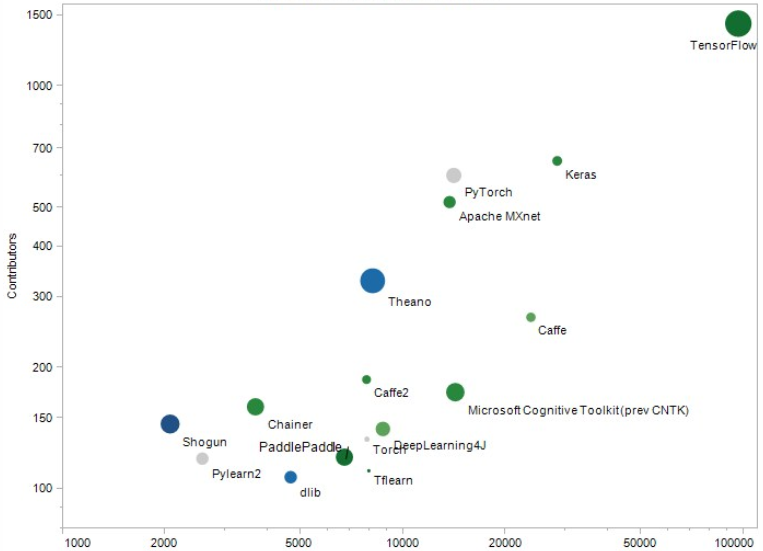 1500
TensorFlow
1000
700
Keras
PyTorch
500
Apache MXnet
400
Contributors
300
Theano
Caffe
200
Caffe2
Microsoft Cognitive Toolkit(prev CNTK)
150
Chainer
Shogun
PaddlePaddle
Torch
DeepLearning4J
Pylearn2
Tflearn
dlib
100
1000 2000 5000 10000 20000 50000 100000